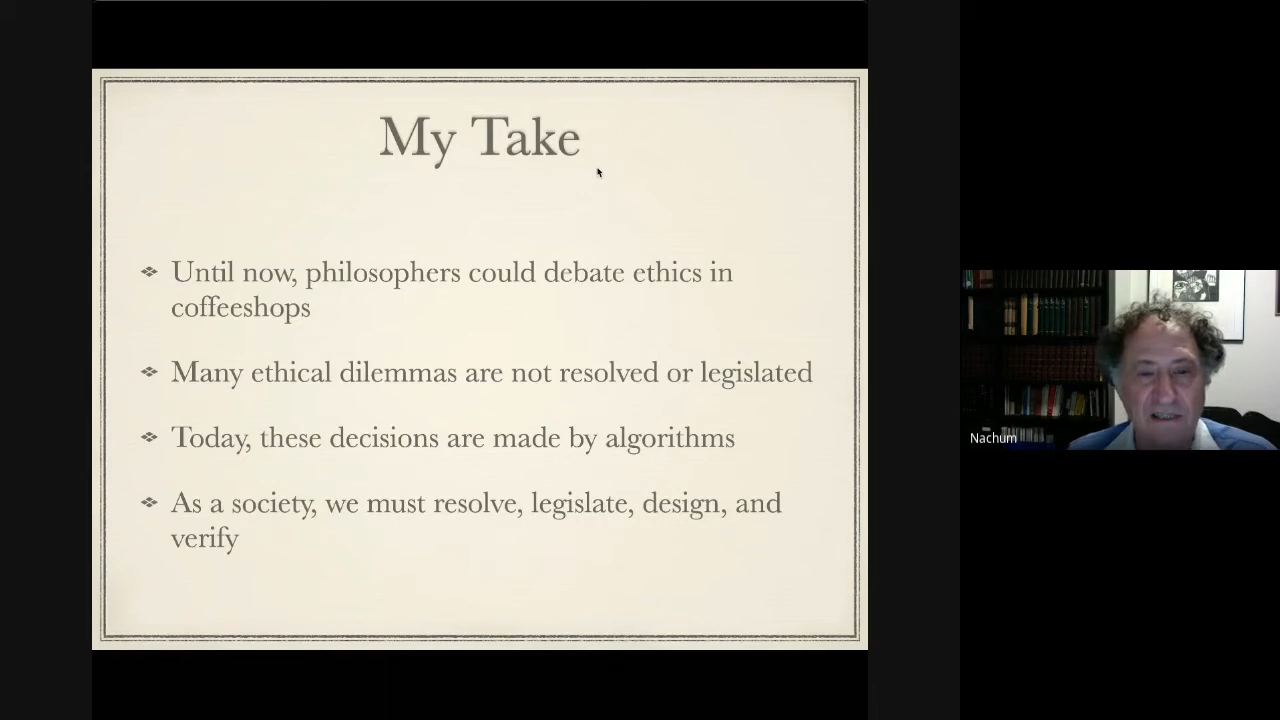 My Take
Until now, philosophers could debate ethics in
coffeeshops
Many ethical dilemmas are not resolved or legislated
Today, these decisions are made by algorithms
As a society, we must resolve, legislate, design, and
verify
Nachum